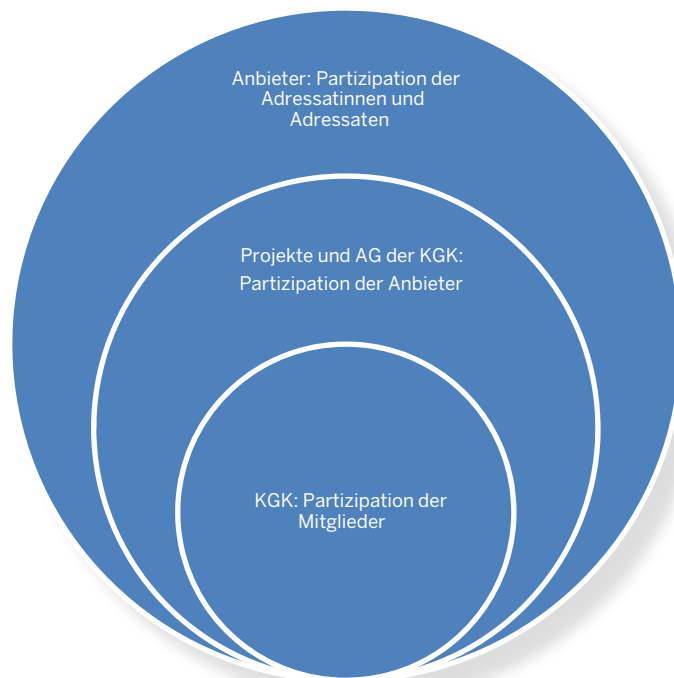 Anbieter: Partizipation der
Adressatinnen und
Adressaten
Projekte und AG der KGK:
Partizipation der Anbieter
KGK: Partizipation der
Mitglieder